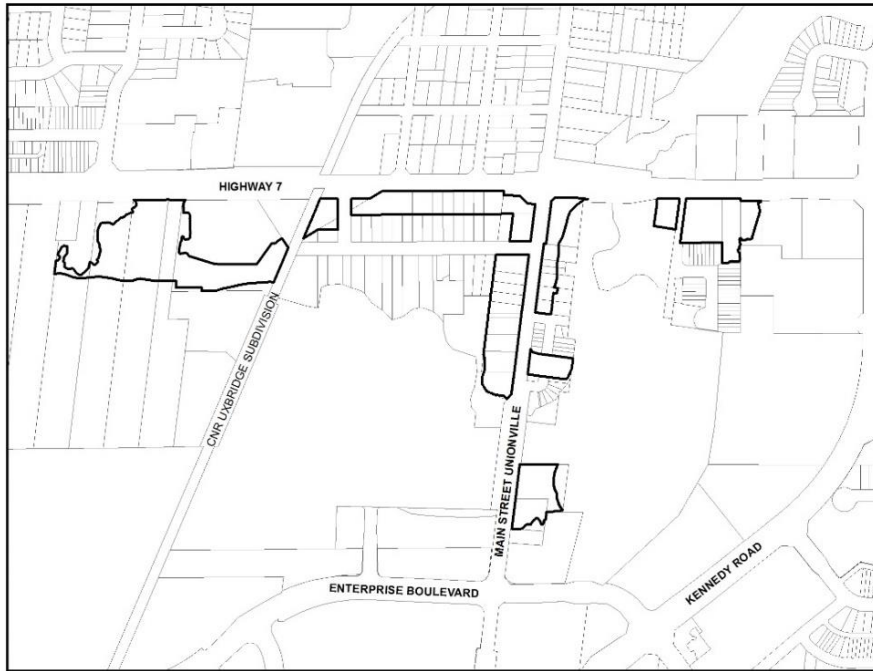 HIGHWAY 7
CNR UXBRIDGE SUBDIVISION
MAIN STREET UNIONVILLE
KENNEDY ROAD
ENTERPRISE BOULEVARD